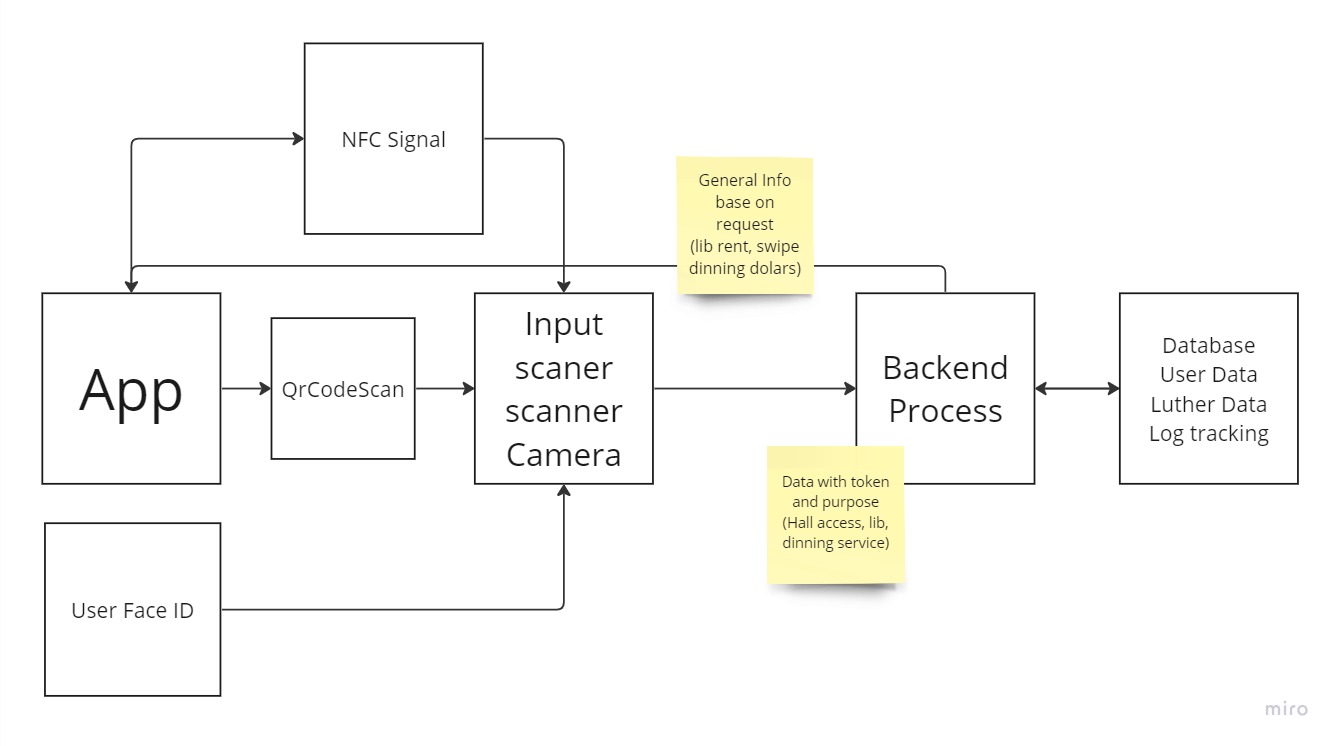 NFC Signal
General Info
base on
request
(lib rent, swipe
dinning dolars)
App
QrCodeScan
Input
scaner
scanner
Camera
Backend
Process
Database
User Data
Luther Data
Log tracking
Data with token
and purpose
(Hall access, lib,
dinning service)
User Face ID
miro